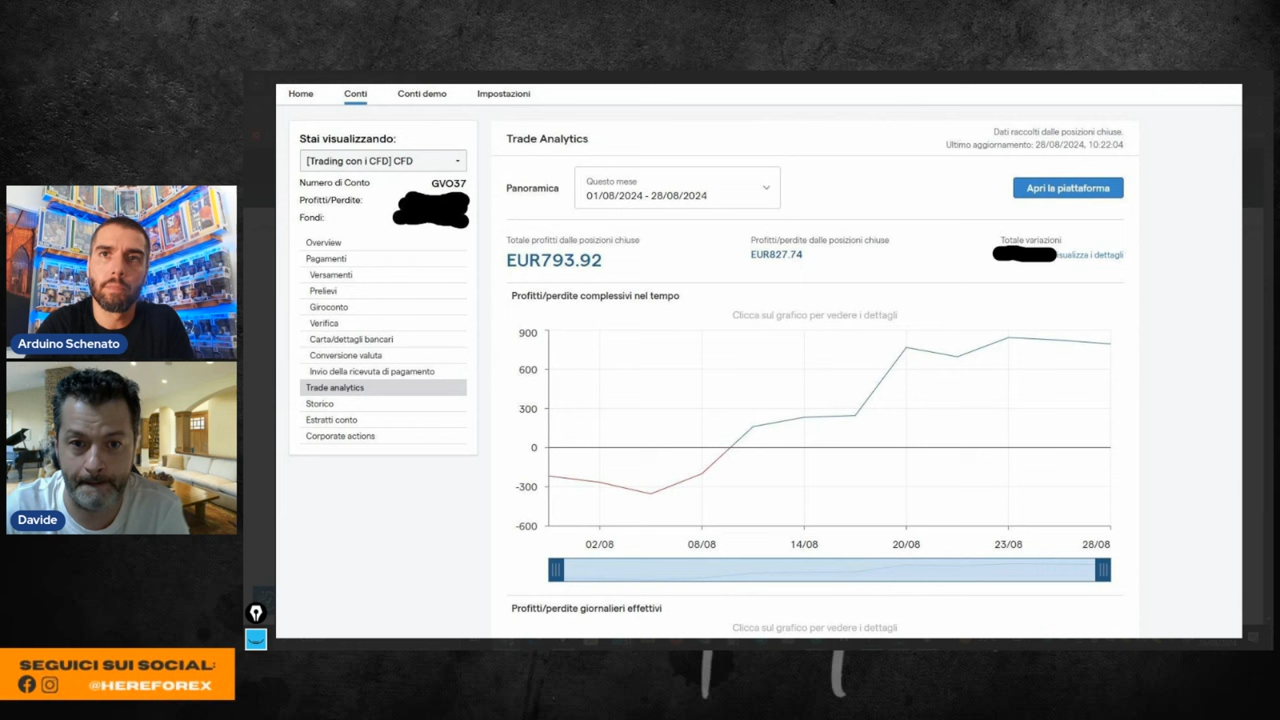 Home Conti Conti demo Impostazioni
Stai visualizzando:
[Trading con i CFD] CFD
Numero di Conto GVO37
Profitti/Perdite:
Fondi:
Overview
Pagamenti
Versamenti
Prelievi
Giroconto
Verifica
Carta/dettagli bancari
Conversione valuta
Invio della ricevuta di pagamento
Trade analytics
Storico
Estratti conto
Corporate actions
Trade Analytics
Dati raccolti dalle posizioni chiuse.
Ultimo aggiornamento: 28/08/2024, 10:22:04
Panoramica
Questo mese
01/08/2024 - 28/08/2024
Apri la piattaforma
Totale profitti dalle posizioni chiuse
EUR793.92
Profitti/perdite dalle posizioni chiuse
EUR827.74
Totale variazioni
i dettagli
Profitti/perdite complessivi nel tempo
Clicca sul grafico per vedere i dettagli
900
600
300
0
-300
-600
02/08 08/08 14/08 20/08 23/08 28/08
Profitti/perdite giornalieri effettivi
Clicca sul grafico per vedere i dettagli
Arduino Schenato
Davide
SEGUICI SUI SOCIAL:
@HEREFOREX